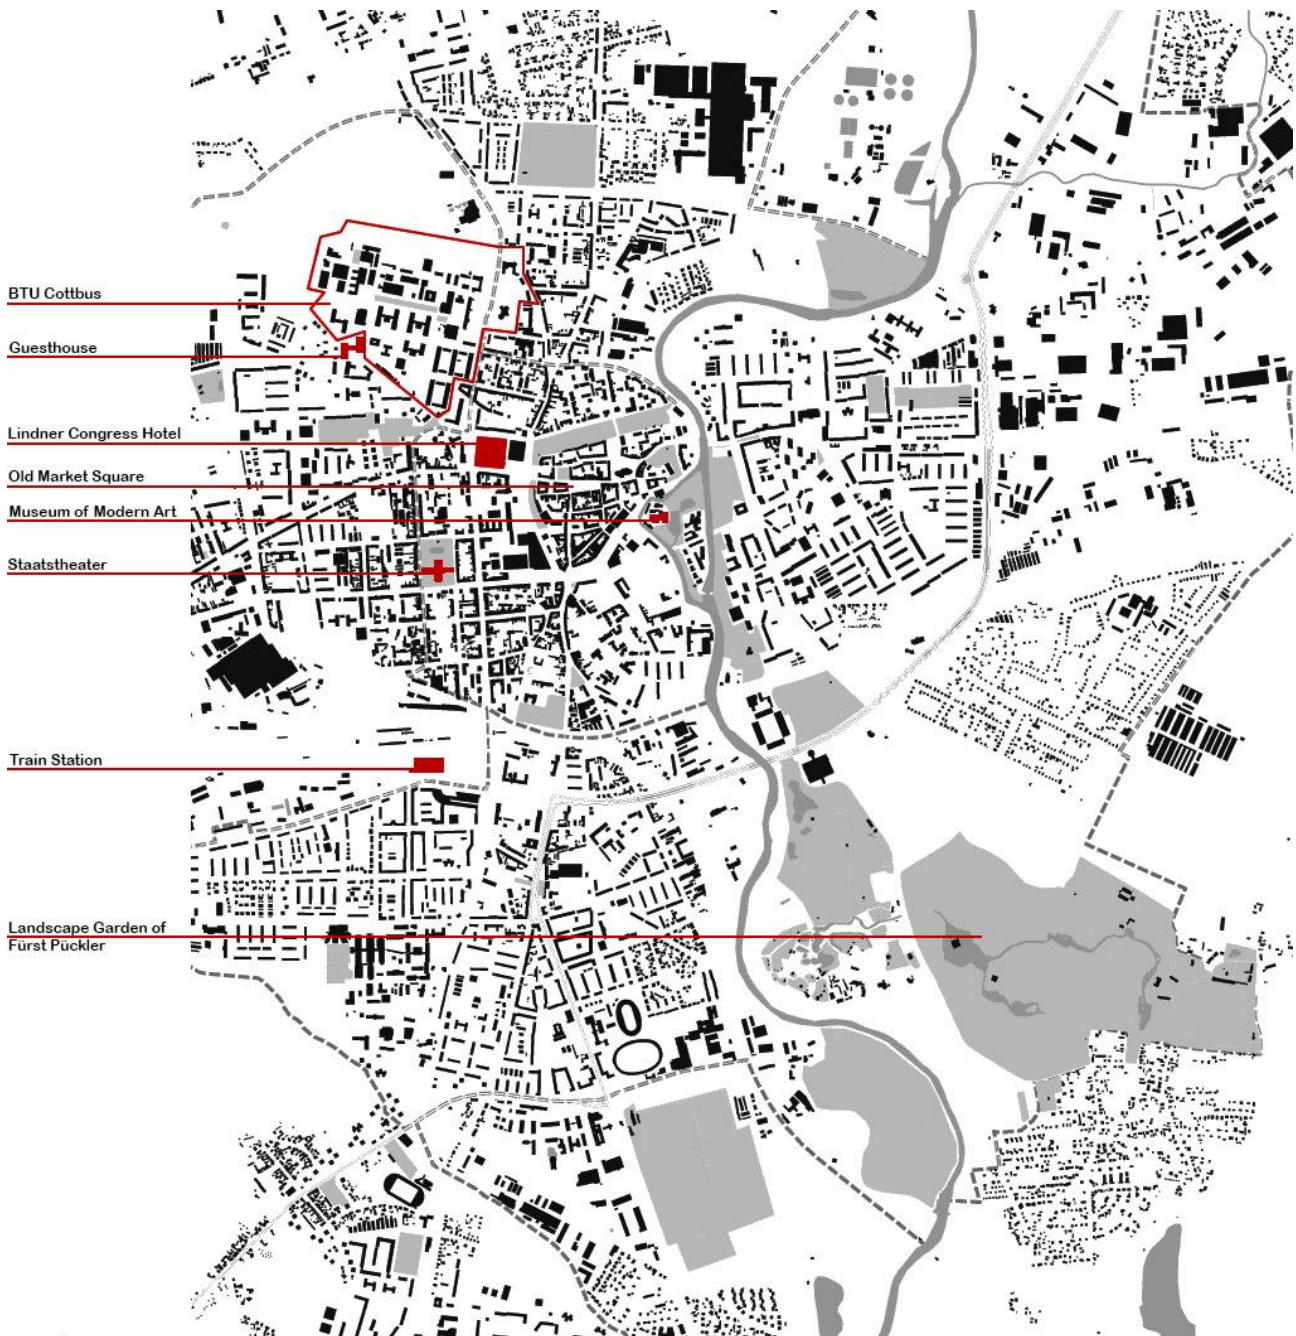 BTU Cottbus
Guesthouse
Lindner Congress Hotel
Old Market Square
Museum of Modern Art
Staatstheater
Train Station
Landscape Garden of
Fürst Pückler